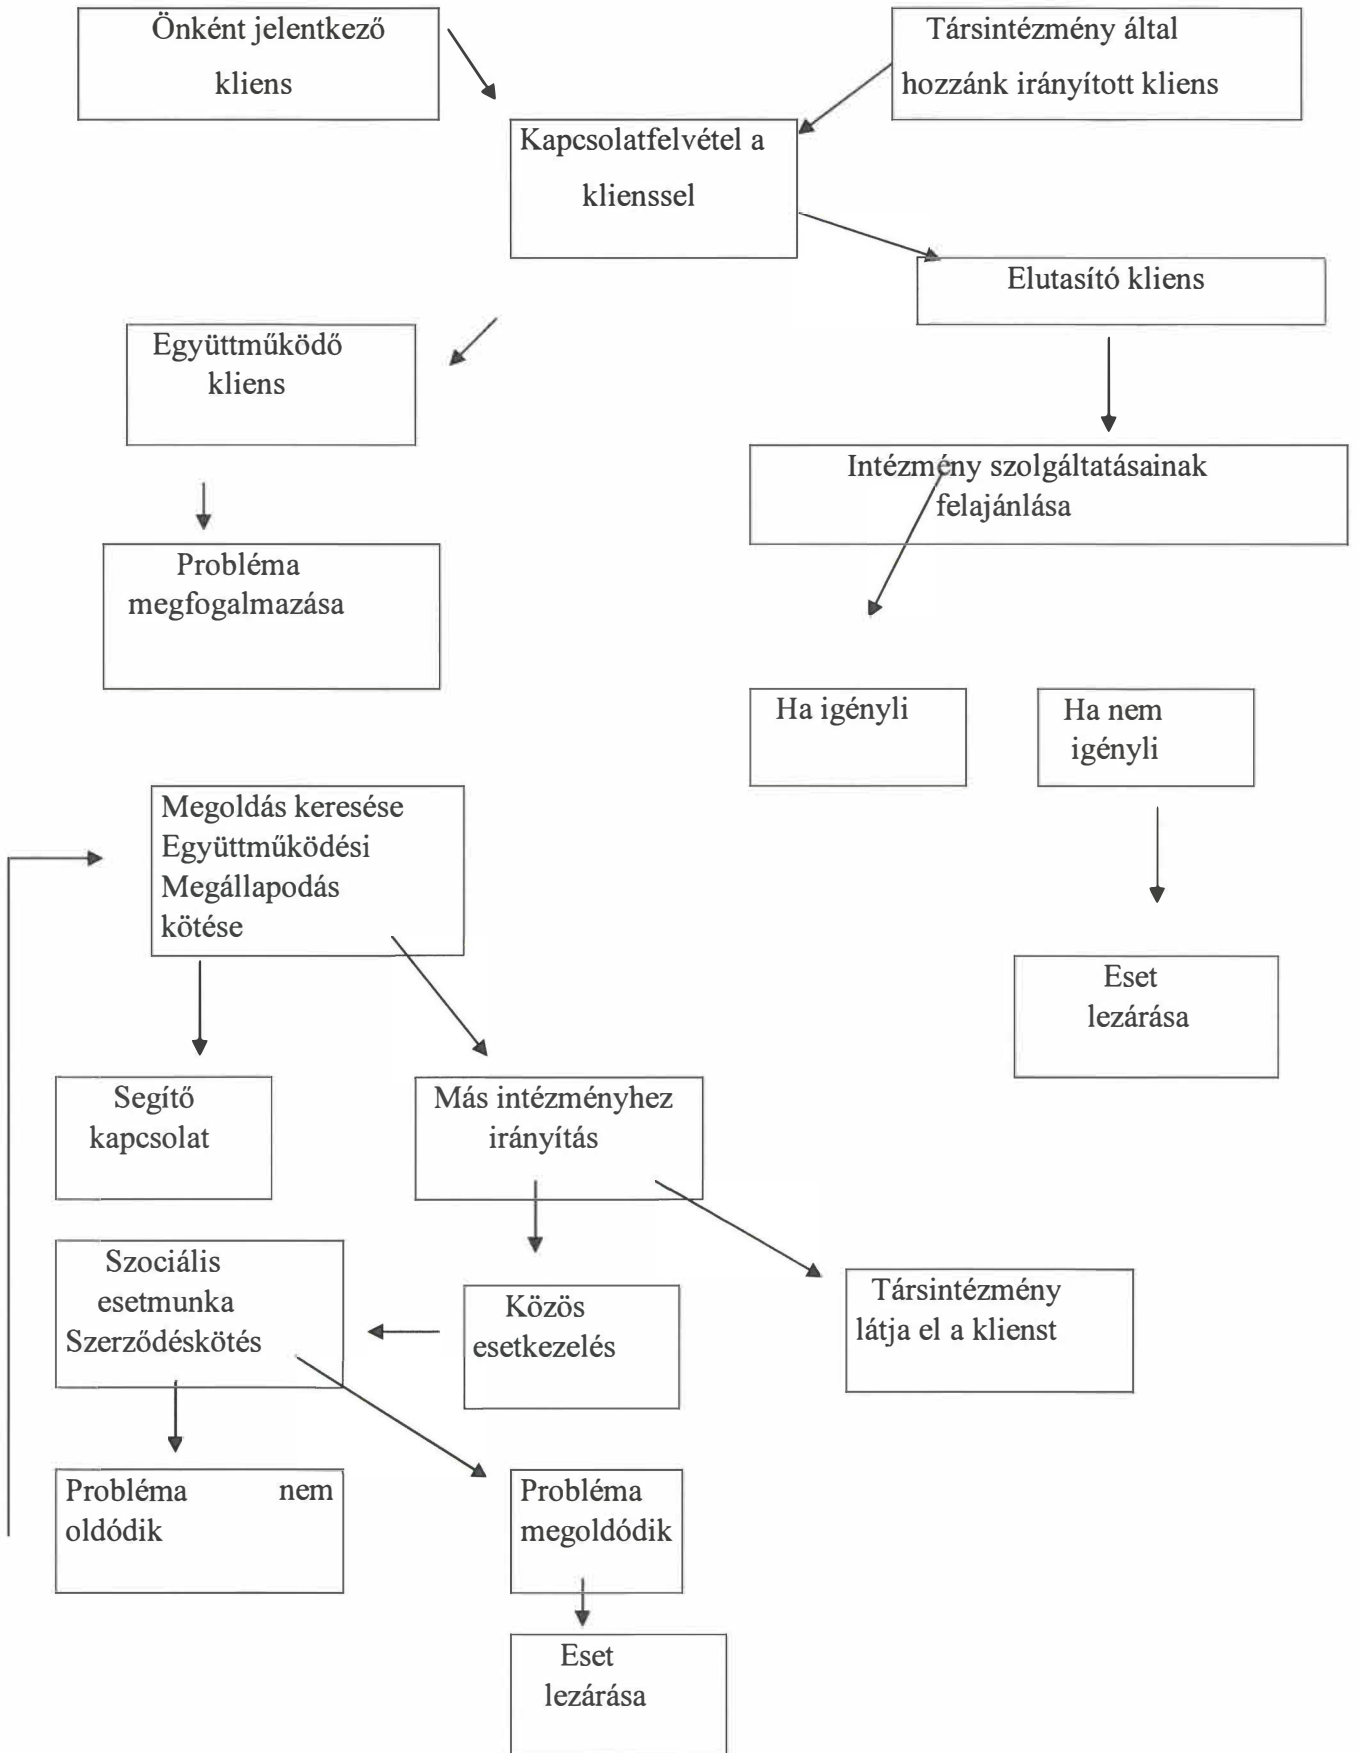 Önként jelentkező
kliens
Társintézmény által
hozzánk irányított kliens
Kapcsolatfelvétel a
klienssel
Elutasító kliens
Együttműködő
kliens
Intézmény szolgáltatásainak
felajánlása
Probléma
megfogalmazása
Ha igényli
Ha nem
igényli
Megoldás keresése
Együttműködési
Megállapodás
kötése
Eset
lezárása
Segítő
kapcsolat
Más intézményhez
irányítás
Szociális
esetmunka
Szerződéskötés
Közös
esetkezelés
Társintézmény
látja el a klienst
Probléma nem
oldódik
Probléma
megoldódik
Eset
lezárása